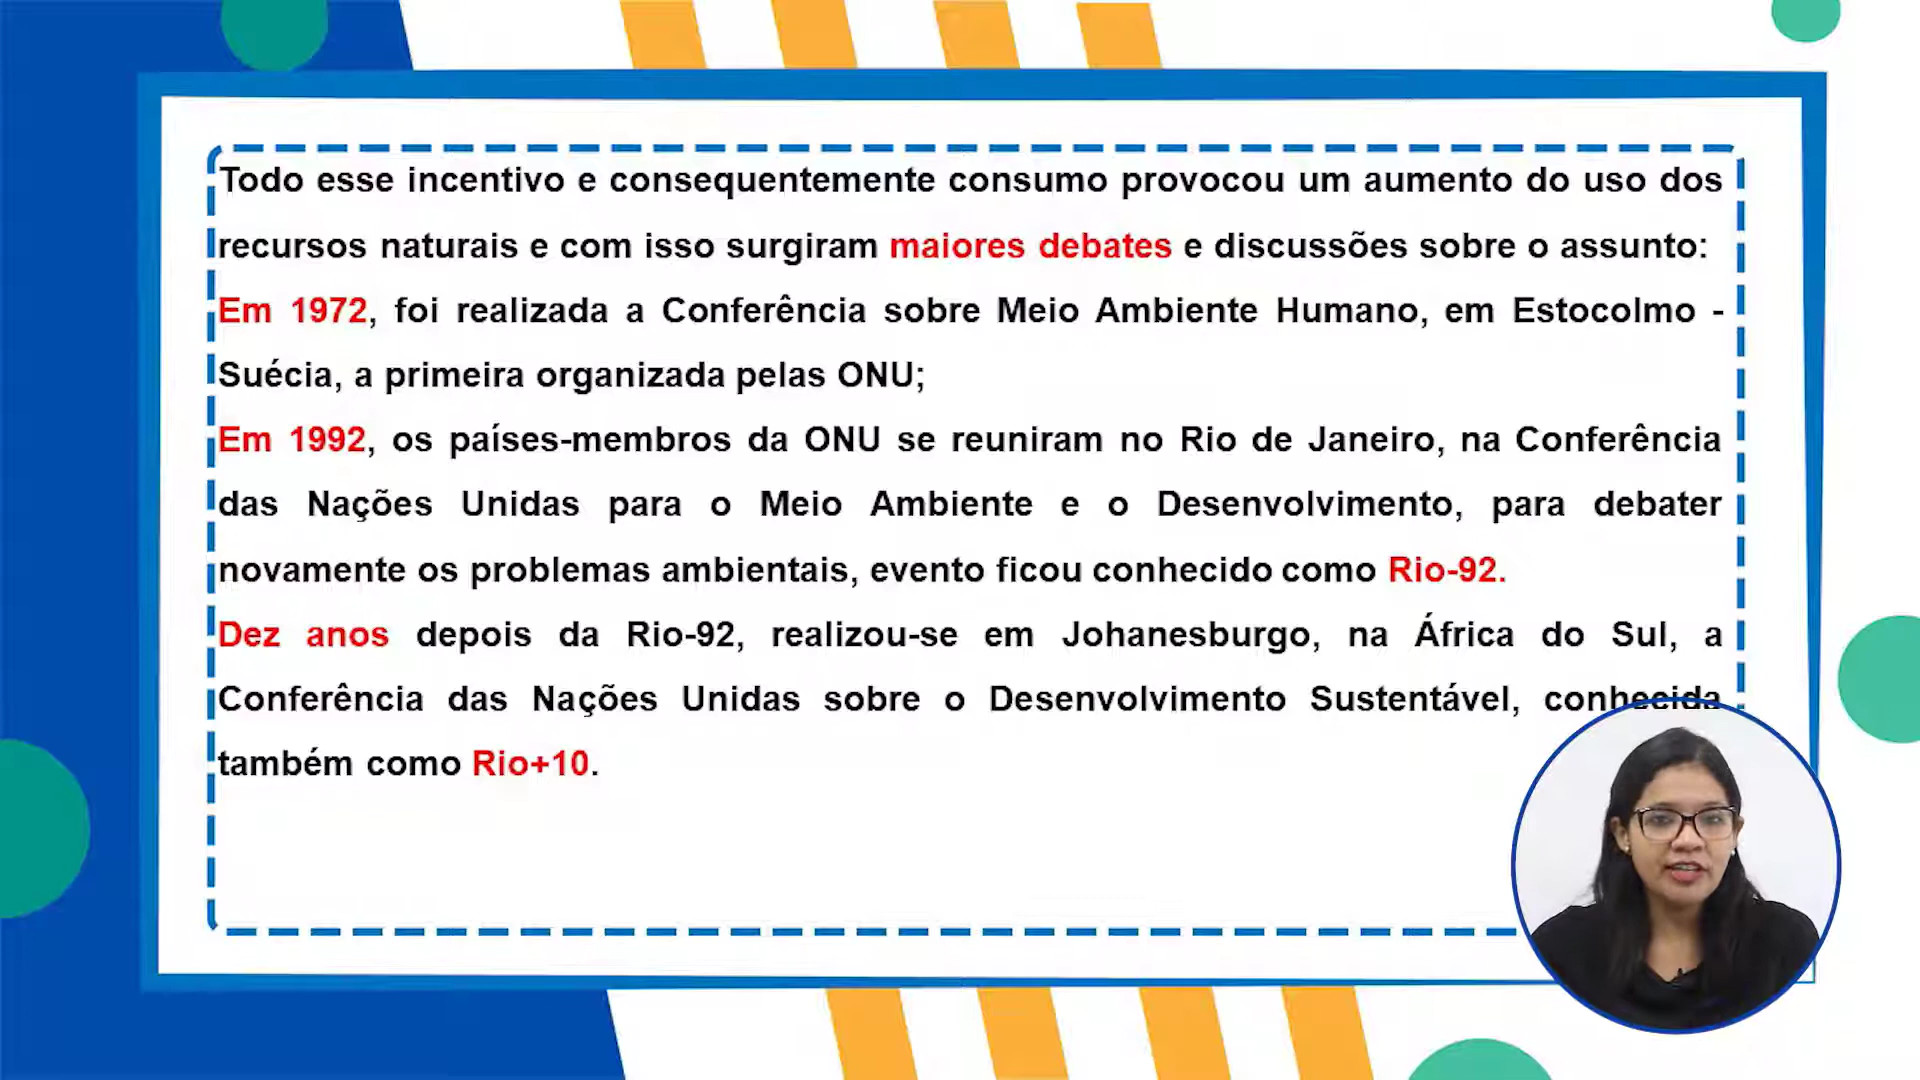 Todo esse incentivo e consequentemente consumo provocou um aumento do uso dos
recursos naturais e com isso surgiram maiores debates e discussões sobre o assunto:
Em 1972, foi realizada a Conferência sobre Meio Ambiente Humano, em Estocolmo -
Suécia, a primeira organizada pelas ONU;
Em 1992, os países-membros da ONU se reuniram no Rio de Janeiro, na Conferência
das Nações Unidas para o Meio Ambiente e o Desenvolvimento, para debater
novamente os problemas ambientais, evento ficou conhecido como Rio-92.
Dez anos depois da Rio-92, realizou-se em Johanesburgo, na África do Sul, a
Conferência das Nações Unidas sobre o Desenvolvimento Sustentável, conhecida
também como Rio+10.